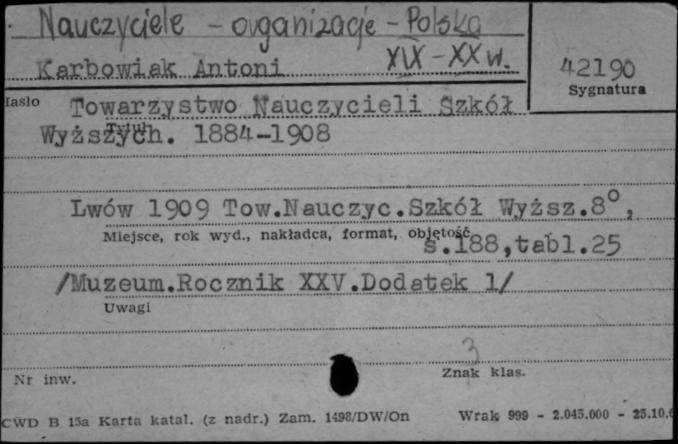 Nauczyciele - organizacje - Polska
XIX - XX w.
Karbowiak Antoni
42190
Sygnatura
Hasło
Towarzystwo Nauczycieli Szkół
Tytuł
Wyższych. 1884-1908
Lwów 1909 Tow.Nauczyc.Szkół Wyższ.8°,
Miejsce, rok wyd., nakładca, format, objętość
s.188,tabl.25
/Muzeum.Rocznik XXV.Dodatek 1/
Uwagi
3
Nr inw.
Znak klas.
CWD B 15a Karta katal. (z nadr.) Zam. 1498/DW/On
Wrak 999 - 2.045.000 - 25.10.6